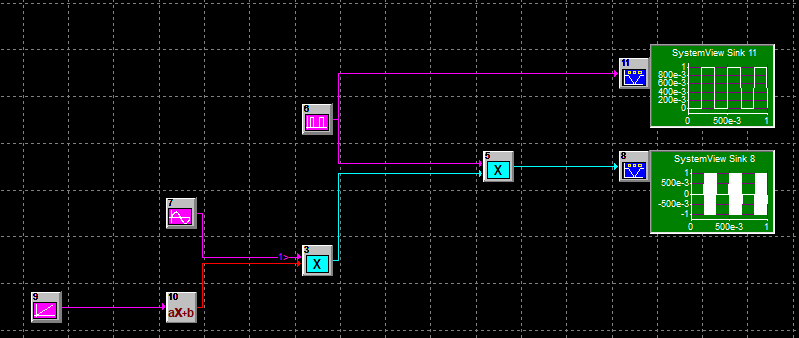 SystemView Sink 11
11
1
800e-3
600e-3
400e-3
200e-3
0
0 500e-3 1
6
SystemView Sink 8
5
8
X
1
500e-3
0
-500e-3
-1
0 500e-3 1
7
3
1>
X
9
10
aX+b